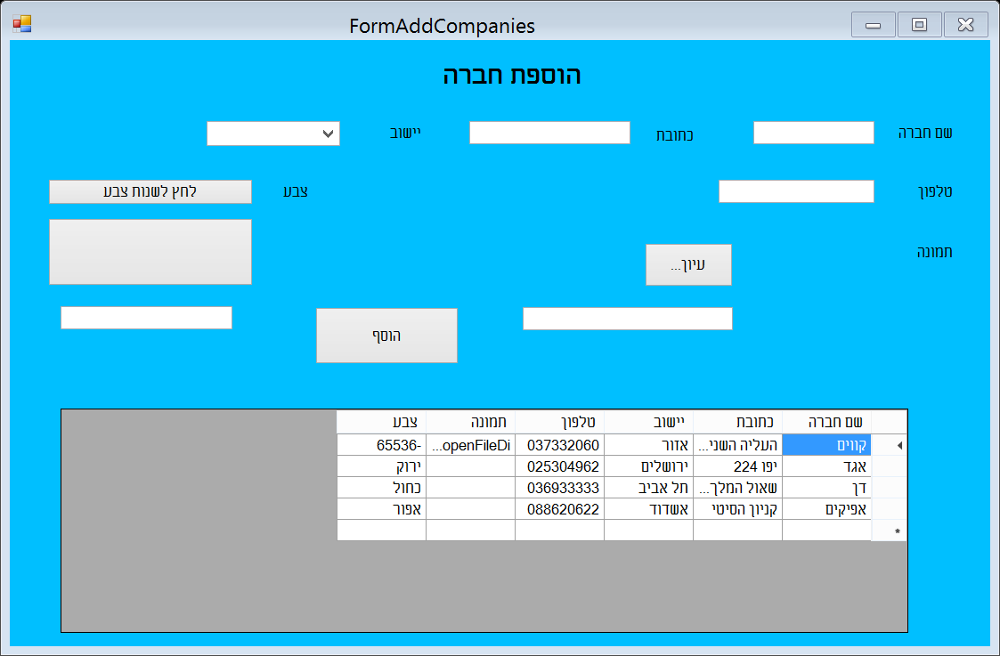 FormAddCompanies
הוספת חברה
שם חברה כתובת יישוב
טלפון צבע לחץ לשנות צבע
תמונה עיון...
הוסף
שם חברה כתובת יישוב טלפון תמונה צבע
קווים העליה השני... אזור 037332060 openFileDi... 65536-
אגד יפו 224 ירושלים 025304962 ירוק
דן שאול המלך... תל אביב 036933333 כחול
אפיקים קניון הסיטי אשדוד 088620622 אפור